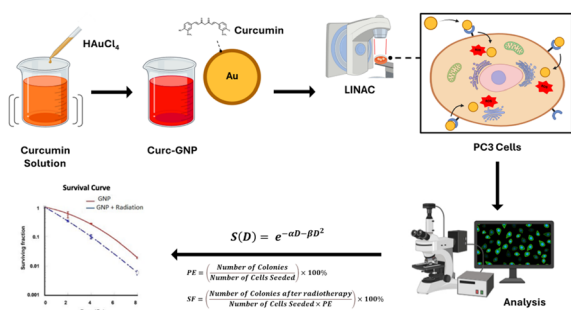 HAuCl4
Curcumin
Au
Curcumin
Solution
Curc-GNP
LINAC
PC3 Cells
Survival Curve
GNP
GNP + Radiation
Surviving fraction
1
0.1
0.01
0.001
0
2
4
6
8
S(D) = e^{-αD-βD^2}
PE = (Number of Colonies / Number of Cells Seeded) × 100%
SF = (Number of Colonies after radiotherapy / Number of Cells Seeded × PE) × 100%
Analysis